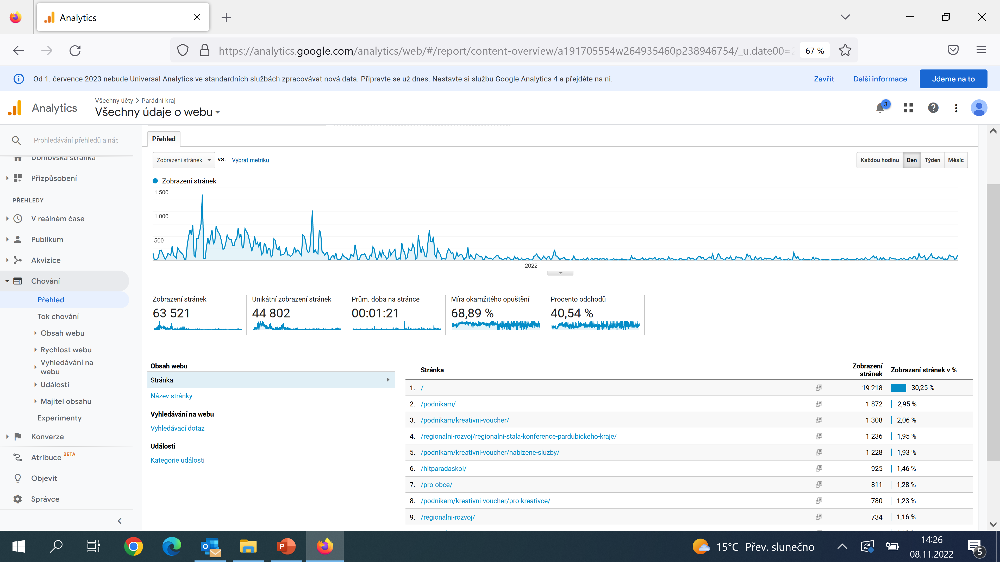 Analytics
https://analytics.google.com/analytics/web/#/report/content-overview/a191705554w264935460p238946754/_u.date00=
67 %
Od 1. července 2023 nebude Universal Analytics ve standardních službách zpracovávat nová data. Připravte se už dnes. Nastavte si službu Google Analytics 4 a přejděte na ni.
Zavřít
Další informace
Jdeme na to
Analytics
Všechny účty > Parádní kraj
Všechny údaje o webu
3
Prohledávání přehledů a náp
Domovská stránka
Přizpůsobení
PŘEHLEDY
V reálném čase
Publikum
Akvizice
Chování
Přehled
Tok chování
Obsah webu
Rychlost webu
Vyhledávání na
webu
Události
Majitel obsahu
Experimenty
Konverze
Atribuce BETA
Objevit
Správce
Přehled
Zobrazení stránek
vs.
Vybrat metriku
Každou hodinu
Den
Týden
Měsíc
Zobrazení stránek
1 500
1 000
500
2022
Zobrazení stránek
63 521
Unikátní zobrazení stránek
44 802
Prům. doba na stránce
00:01:21
Míra okamžitého opuštění
68,89 %
Procento odchodů
40,54 %
Obsah webu
Stránka
Název stránky
Vyhledávání na webu
Vyhledávací dotaz
Události
Kategorie události
Stránka
Zobrazení
stránek
Zobrazení stránek v %
1. / 19 218 30,25 %
2. /podnikam/ 1 872 2,95 %
3. /podnikam/kreativni-voucher/ 1 308 2,06 %
4. /regionalni-rozvoj/regionalni-stala-konference-pardubickeho-kraje/ 1 236 1,95 %
5. /podnikam/kreativni-voucher/nabizene-sluzby/ 1 228 1,93 %
6. /hitparadaskol/ 925 1,46 %
7. /pro-obce/ 811 1,28 %
8. /podnikam/kreativni-voucher/pro-kreativce/ 780 1,23 %
9. /regionalni-rozvoj/ 734 1,16 %
15°C Přev. slunečno
14:26
08.11.2022
5